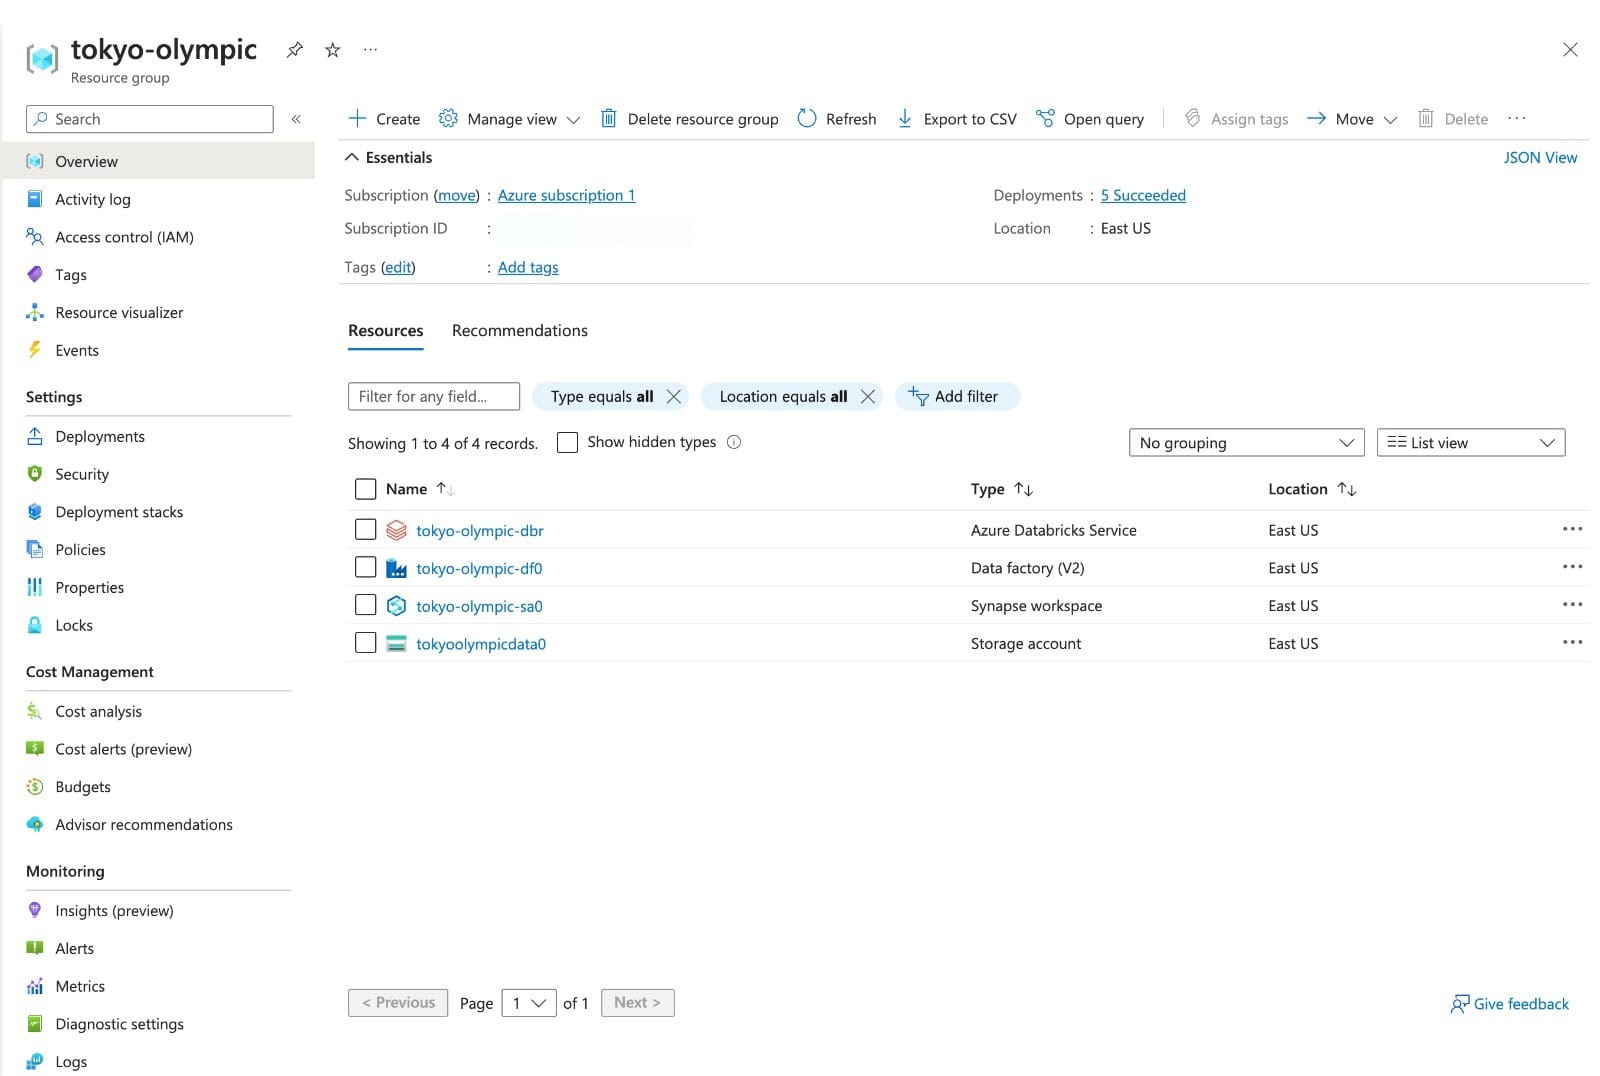 tokyo-olympic ...
Resource group
Search «
Overview
Activity log
Access control (IAM)
Tags
Resource visualizer
Events
Settings
Deployments
Security
Deployment stacks
Policies
Properties
Locks
Cost Management
Cost analysis
Cost alerts (preview)
Budgets
Advisor recommendations
Monitoring
Insights (preview)
Alerts
Metrics
Diagnostic settings
Logs
Create Manage view Delete resource group Refresh Export to CSV Open query Assign tags Move Delete ...
Essentials JSON View
Subscription (move) : Azure subscription 1 Deployments : 5 Succeeded
Subscription ID : Location : East US
Tags (edit) : Add tags
Resources Recommendations
Filter for any field... Type equals all Location equals all Add filter
Showing 1 to 4 of 4 records. Show hidden types No grouping List view
Name Type Location
tokyo-olympic-dbr Azure Databricks Service East US ...
tokyo-olympic-df0 Data factory (V2) East US ...
tokyo-olympic-sa0 Synapse workspace East US ...
tokyoolympicdata0 Storage account East US ...
< Previous Page 1 of 1 Next > Give feedback